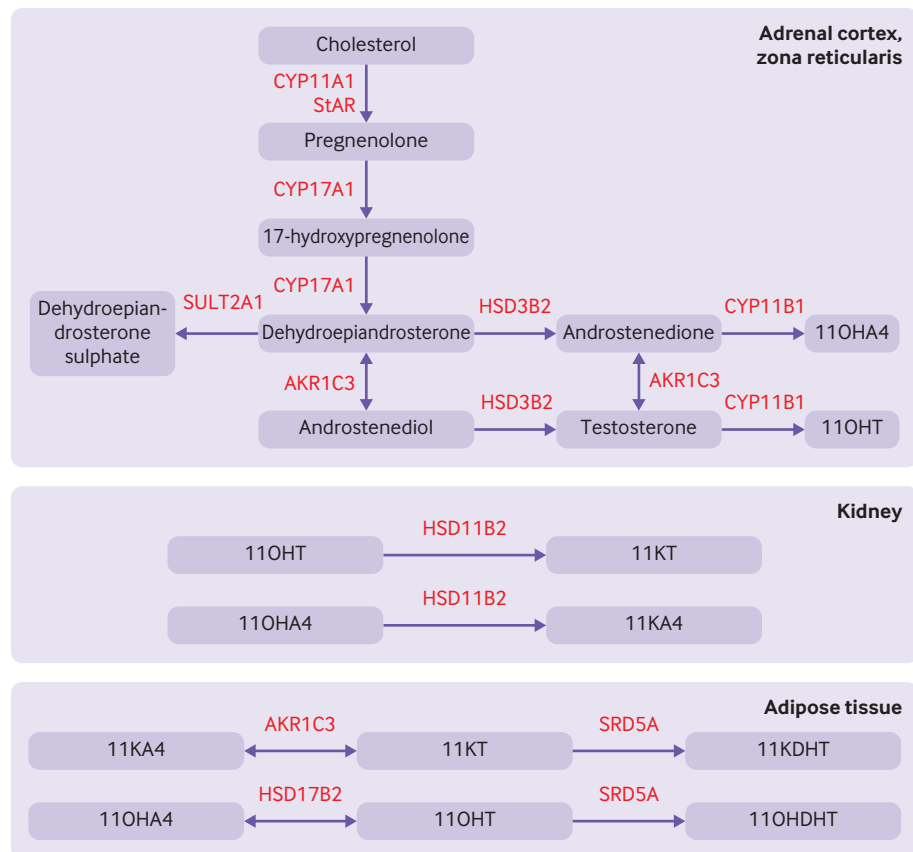 Adrenal cortex,
zona reticularis
Cholesterol
CYP11A1
StAR
Pregnenolone
CYP17A1
17-hydroxypregnenolone
CYP17A1
Dehydroepian-
drosterone
sulphate
SULT2A1
Dehydroepiandrosterone
HSD3B2
Androstenedione
CYP11B1
11OHA4
AKR1C3
AKR1C3
Androstenediol
HSD3B2
Testosterone
CYP11B1
11OHT
Kidney
11OHT
HSD11B2
11KT
11OHA4
HSD11B2
11KA4
Adipose tissue
11KA4
AKR1C3
11KT
SRD5A
11KDHT
11OHA4
HSD17B2
11OHT
SRD5A
11OHDHT